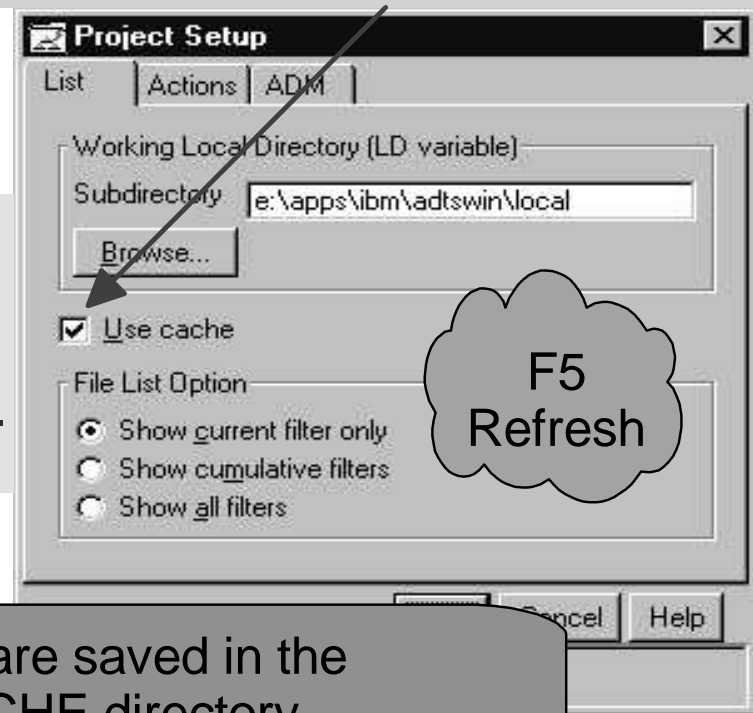 Project Setup
List Actions ADM
Working Local Directory (LD variable)
Subdirectory e:\apps\ibm\adtswin\local
Browse...
Use cache
F5
Refresh
File List Option
Show current filter only
Show cumulative filters
Show all filters
Help
are saved in the
directory